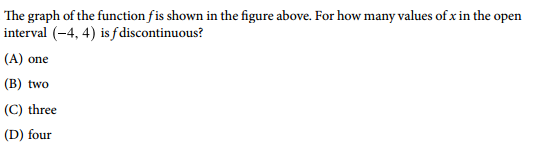 The graph of the function f is shown in the figure above. For how many values of x in the open
interval (−4, 4) is f discontinuous?
(A) one
(B) two
(C) three
(D) four